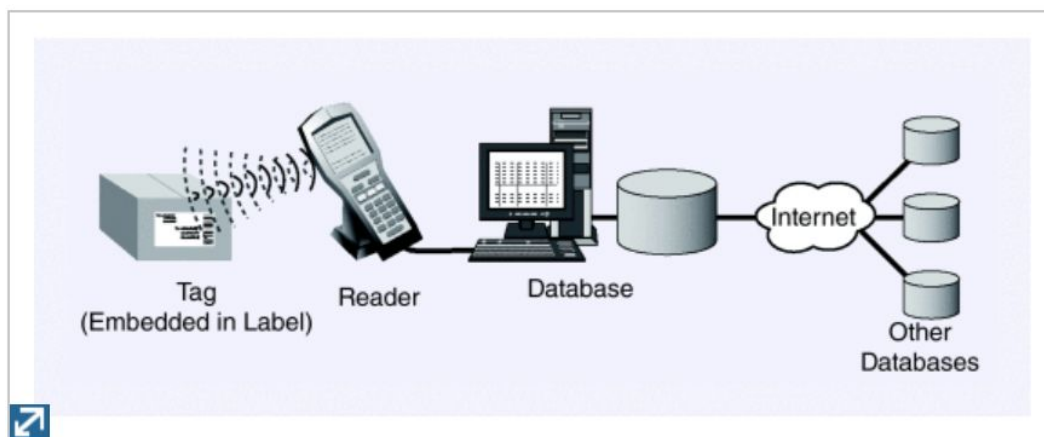 Tag
(Embedded in Label)
Reader
Database
Internet
Other
Databases